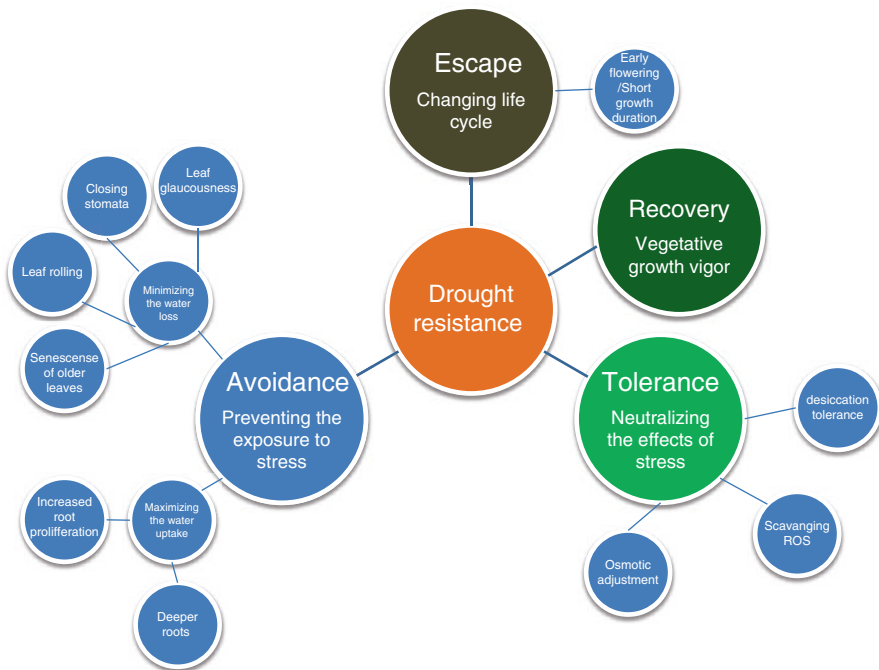 Escape
Changing life
cycle
Early
flowering
/Short
growth
duration
Recovery
Vegetative
growth vigor
Drought
resistance
Leaf
glaucousness
Closing
stomata
Leaf rolling
Minimizing
the water
loss
Senescense
of older
leaves
Avoidance
Preventing the
exposure to
stress
Tolerance
Neutralizing
the effects of
stress
desiccation
tolerance
Increased
root
prolifferation
Maximizing
the water
uptake
Deeper
roots
Osmotic
adjustment
Scavanging
ROS